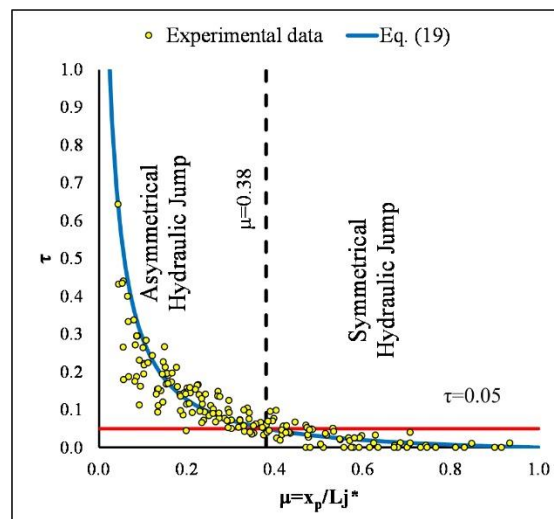 Experimental data Eq. (19)
1.0
0.9
0.8
0.7
0.6
0.5
0.4
0.3
0.2
0.1
0.0
τ
Asymmetrical
Hydraulic Jump
μ=0.38
Symmetrical
Hydraulic Jump
τ=0.05
0.0 0.2 0.4 0.6 0.8 1.0
μ=xp/Lj*